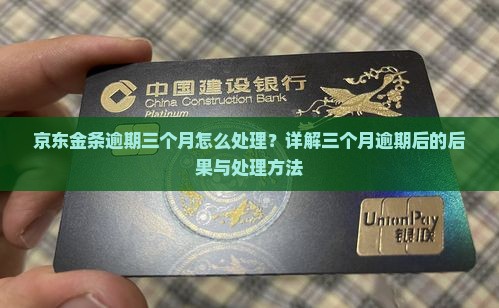 中国建设银行
China Construction Bank
Platinum
京东金条逾期三个月怎么处理？详解三个月逾期后的后
果与处理方法
UnionPay
银联